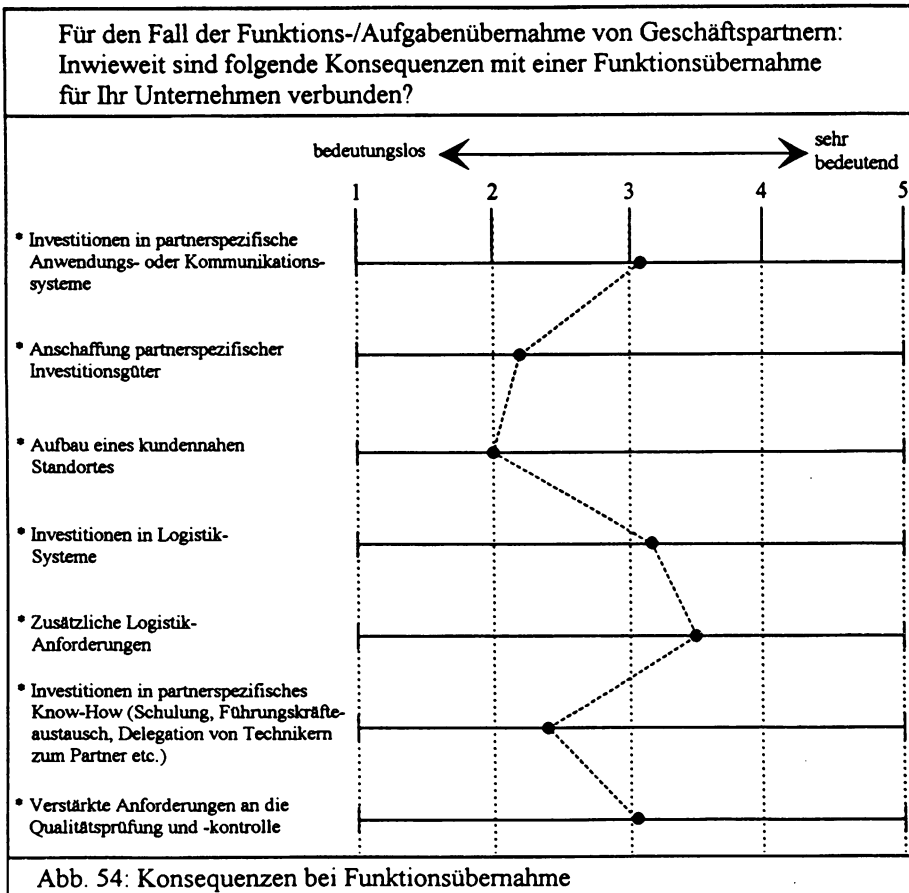 Für den Fall der Funktions-/Aufgabenübernahme von Geschäftspartnern:
Inwieweit sind folgende Konsequenzen mit einer Funktionsübernahme
für Ihr Unternehmen verbunden?
bedeutungslos
sehr
bedeutend
1 2 3 4 5
* Investitionen in partnerspezifische
Anwendungs- oder Kommunikations-
systeme
* Anschaffung partnerspezifischer
Investitionsgüter
* Aufbau eines kundennahen
Standortes
* Investitionen in Logistik-
Systeme
* Zusätzliche Logistik-
Anforderungen
* Investitionen in partnerspezifisches
Know-How (Schulung, Führungskräfte-
austausch, Delegation von Technikern
zum Partner etc.)
* Verstärkte Anforderungen an die
Qualitätsprüfung und -kontrolle
Abb. 54: Konsequenzen bei Funktionsübernahme